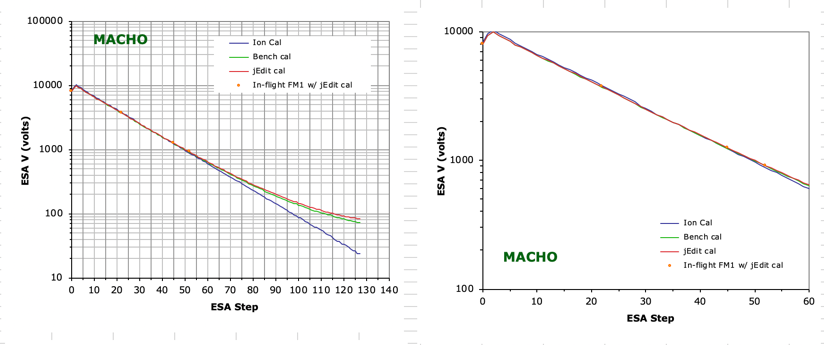 MACHO
Ion Cal
Bench cal
jEdit cal
In-flight FM1 w/ jEdit cal
100000
10000
1000
100
10
ESA V (volts)
0 10 20 30 40 50 60 70 80 90 100 110 120 130 140
ESA Step
10000
1000
100
ESA V (volts)
Ion Cal
Bench cal
jEdit cal
In-flight FM1 w/ jEdit cal
MACHO
0 10 20 30 40 50 60
ESA Step